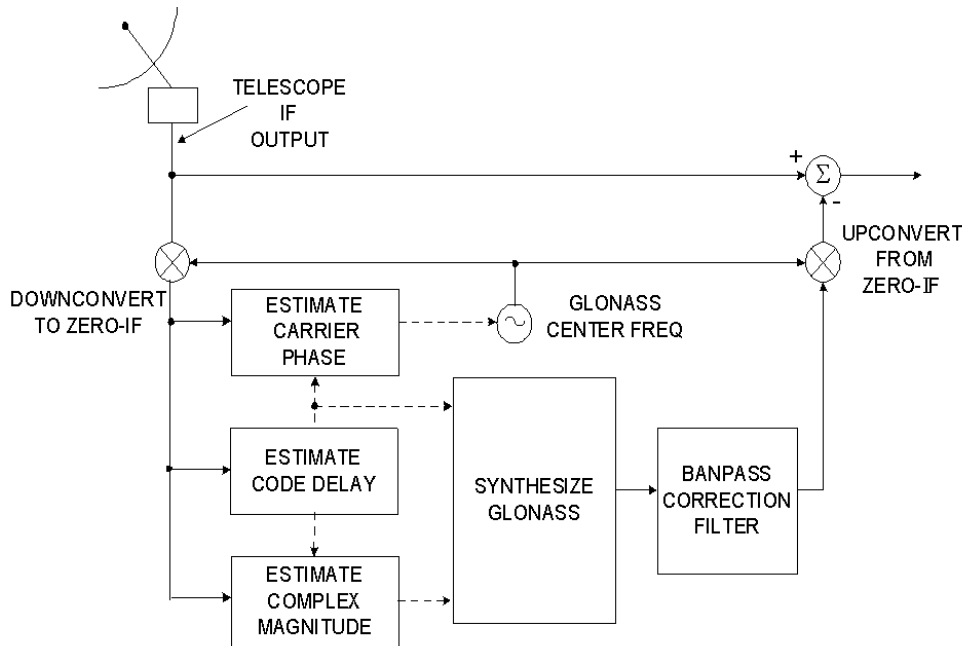 TELESCOPE
IF
OUTPUT
+
Σ
-
UPCONVERT
FROM
ZERO-IF
DOWNCONVERT
TO ZERO-IF
ESTIMATE
CARRIER
PHASE
GLONASS
CENTER FREQ
ESTIMATE
CODE DELAY
SYNTHESIZE
GLONASS
BANPASS
CORRECTION
FILTER
ESTIMATE
COMPLEX
MAGNITUDE